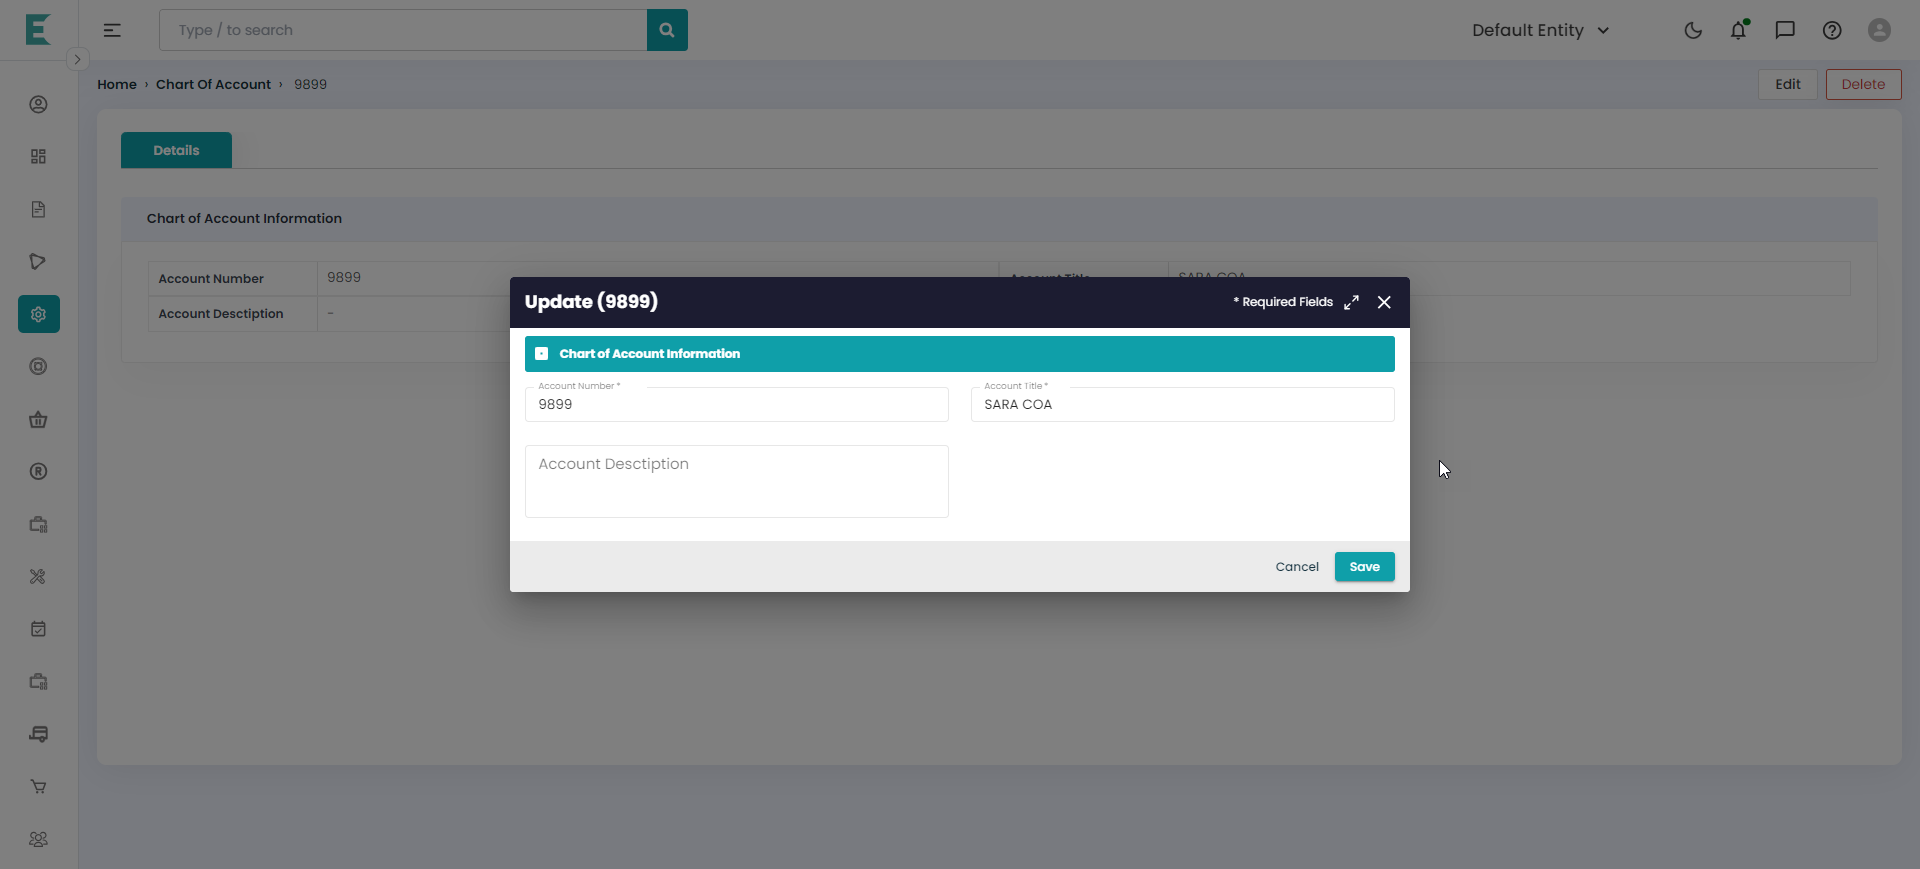 Type / to search
Default Entity
Home › Chart Of Account › 9899
Edit
Delete
Details
Chart of Account Information
Account Number
9899
Account Title
SARA COA
Account Desctiption
-
Update (9899)
* Required Fields
Chart of Account Information
Account Number *
9899
Account Title *
SARA COA
Account Desctiption
Cancel
Save